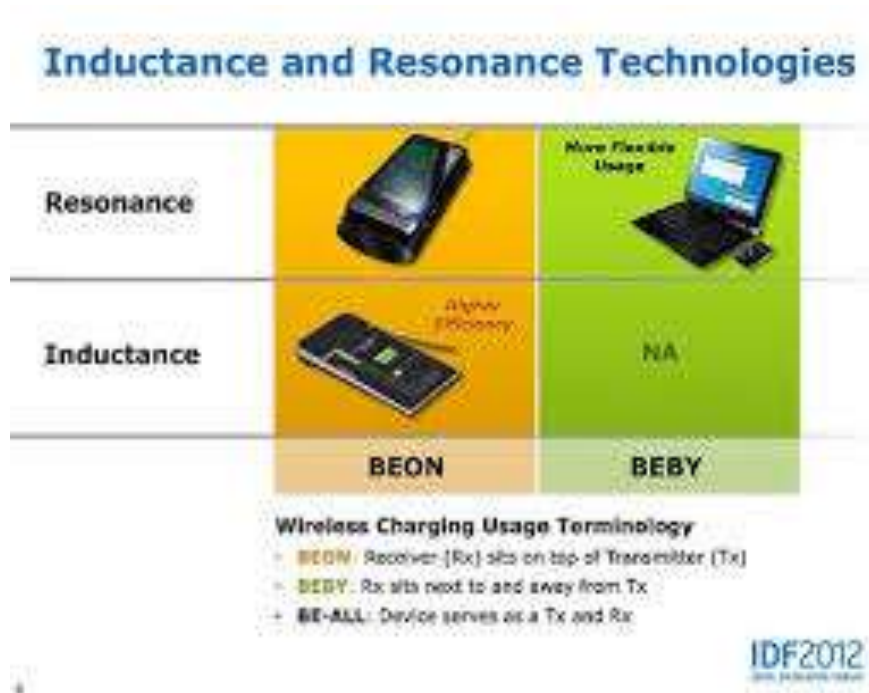 Inductance and Resonance Technologies
More Flexible
Usage
Resonance
Higher
Efficiency
Inductance
NA
BEON
BEBY
Wireless Charging Usage Terminology
- BEON: Receiver (Rx) sits on top of Transmitter (Tx)
- BEBY: Rx sits next to and away from Tx
- BE-ALL: Device serves as a Tx and Rx
IDF2012